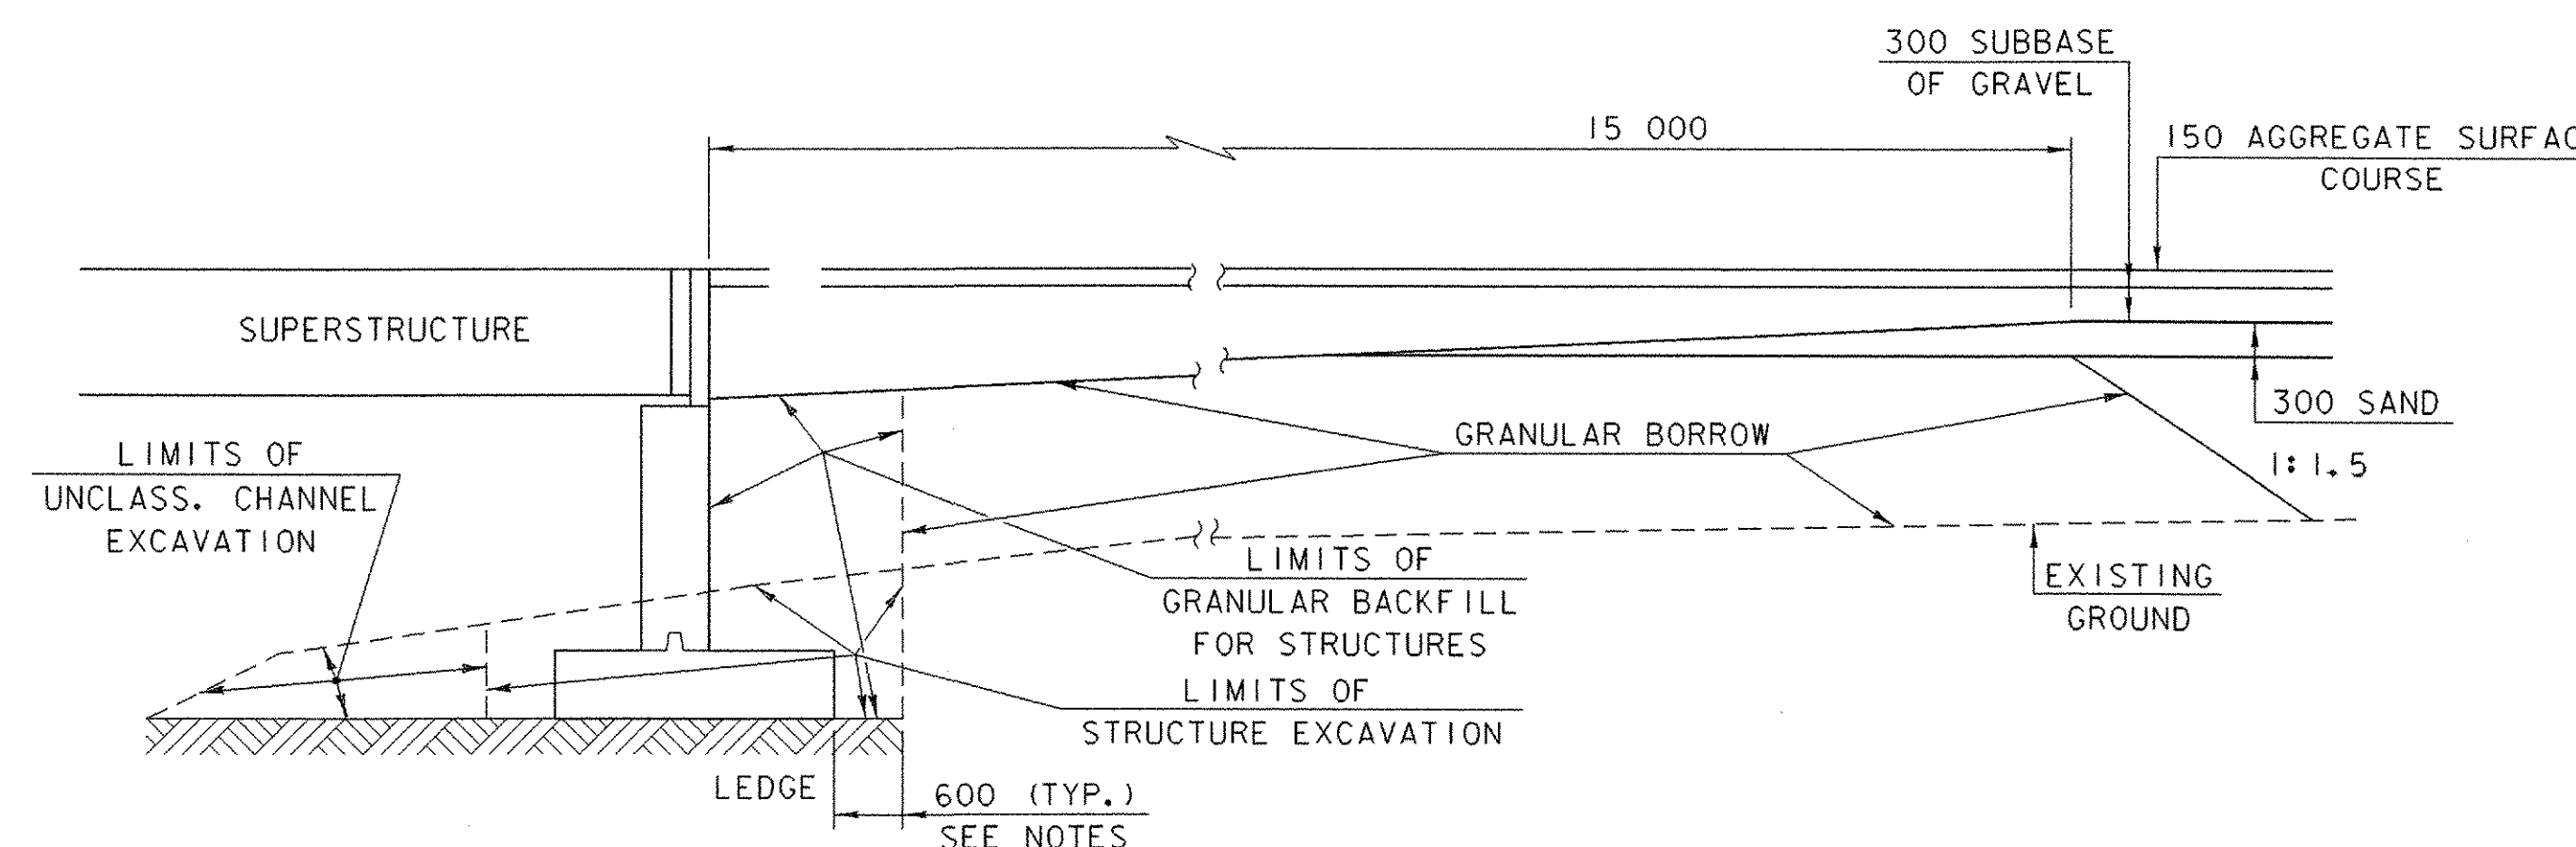 300 SUBBASE
OF GRAVEL
15 000
150 AGGREGATE SURFAC
COURSE
SUPERSTRUCTURE
300 SAND
GRANULAR BORROW
1:1.5
LIMITS OF
UNCLASS. CHANNEL
EXCAVATION
LIMITS OF
GRANULAR BACKFILL
FOR STRUCTURES
EXISTING
GROUND
LIMITS OF
STRUCTURE EXCAVATION
LEDGE
600 (TYP.)
SEE NOTES